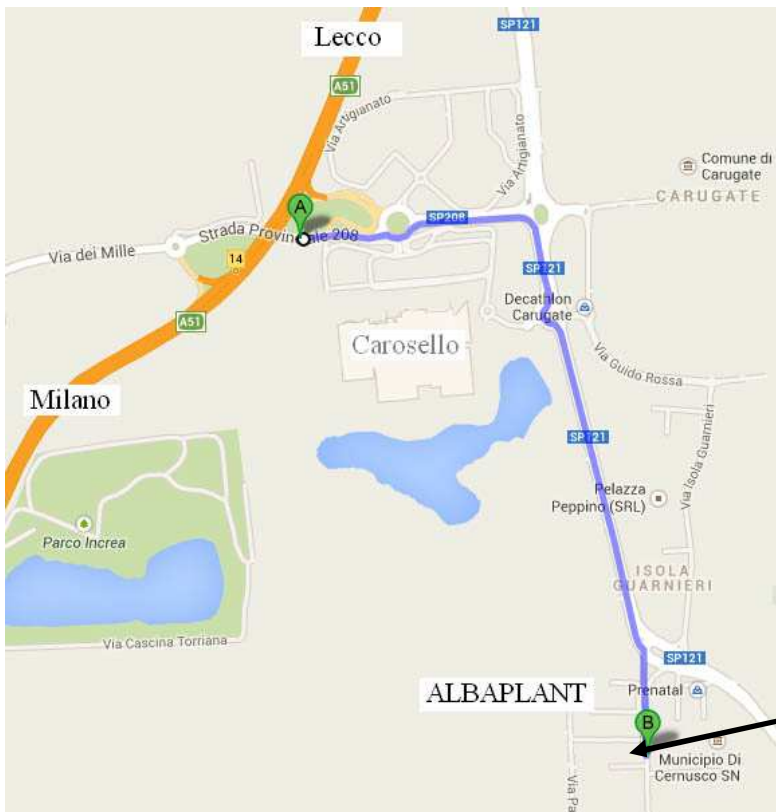 SP121
Lecco
A51
Via Artigianato
Via Artigianato
Comune di
Carugate
CARUGATE
A
SP208
Strada Provinciale 208
Via dei Mille
14
SP121
A51
Decathlon
Carugate
Carosello
Via Guido Rossa
Milano
SP121
Via Isola Guarnieri
Pelazza
Peppino (SRL)
Parco Increa
ISOLA
GUARNIERI
Via Cascina Torriana
SP121
ALBAPLANT
Prenatal
B
Municipio Di
Cernusco SN